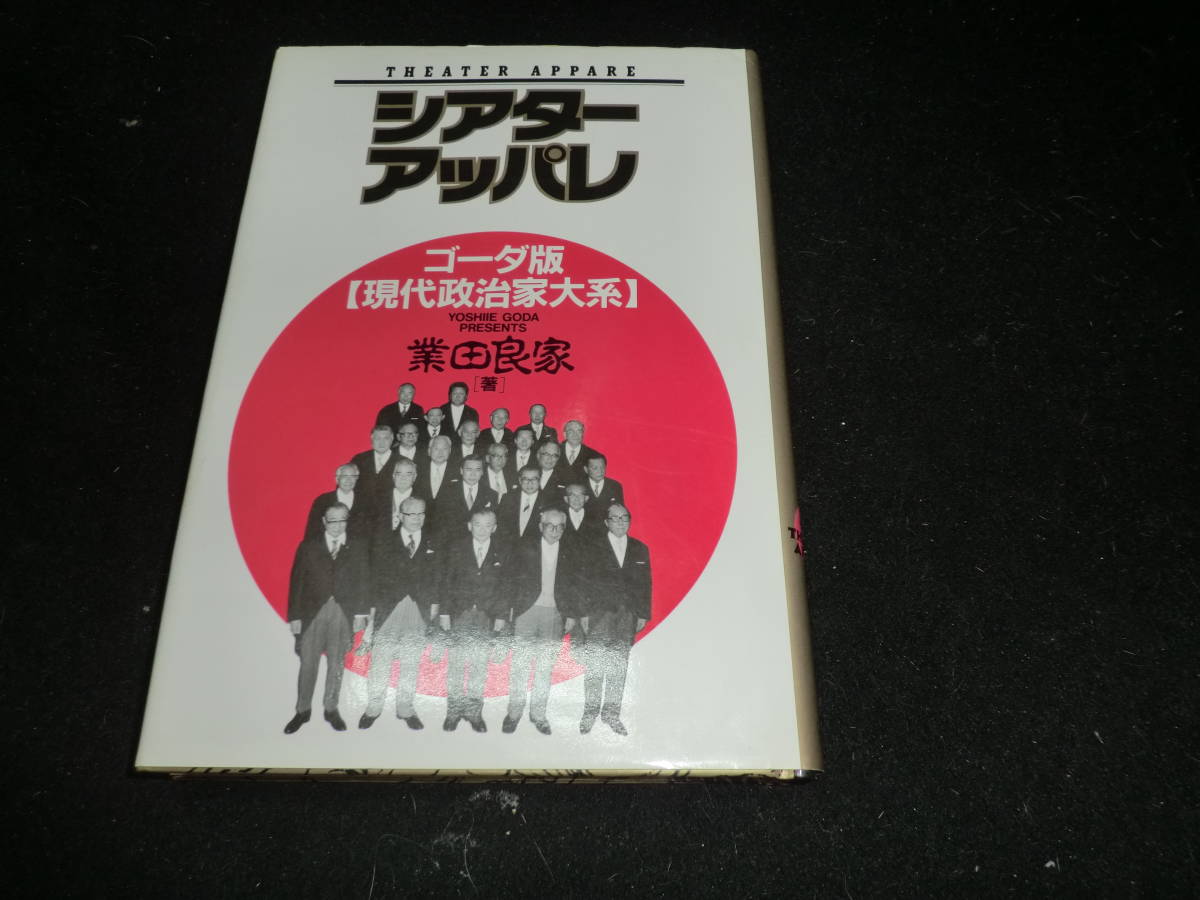 THEATER APPARE
シアター
アッパレ
ゴーダ版
【現代政治家大系】
YOSHIIE GODA
PRESENTS
業田良家
[著]